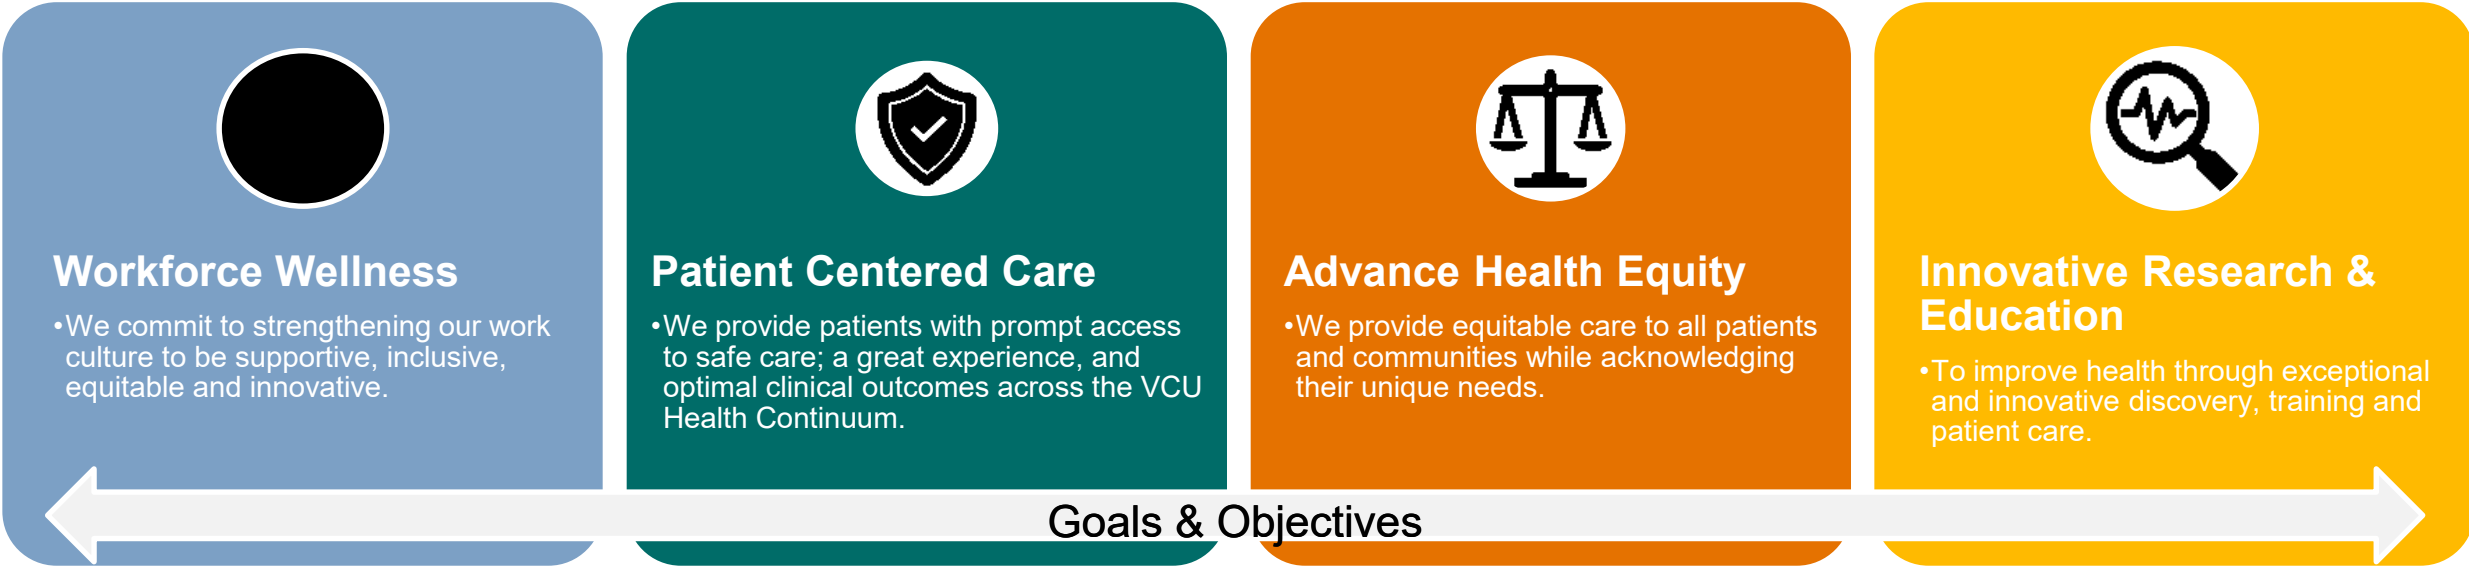 Workforce Wellness
•We commit to strengthening our work
culture to be supportive, inclusive,
equitable and innovative.
Patient Centered Care
•We provide patients with prompt access
to safe care; a great experience, and
optimal clinical outcomes across the VCU
Health Continuum.
Advance Health Equity
•We provide equitable care to all patients
and communities while acknowledging
their unique needs.
Innovative Research &
Education
•To improve health through exceptional
and innovative discovery, training and
patient care.
Goals & Objectives